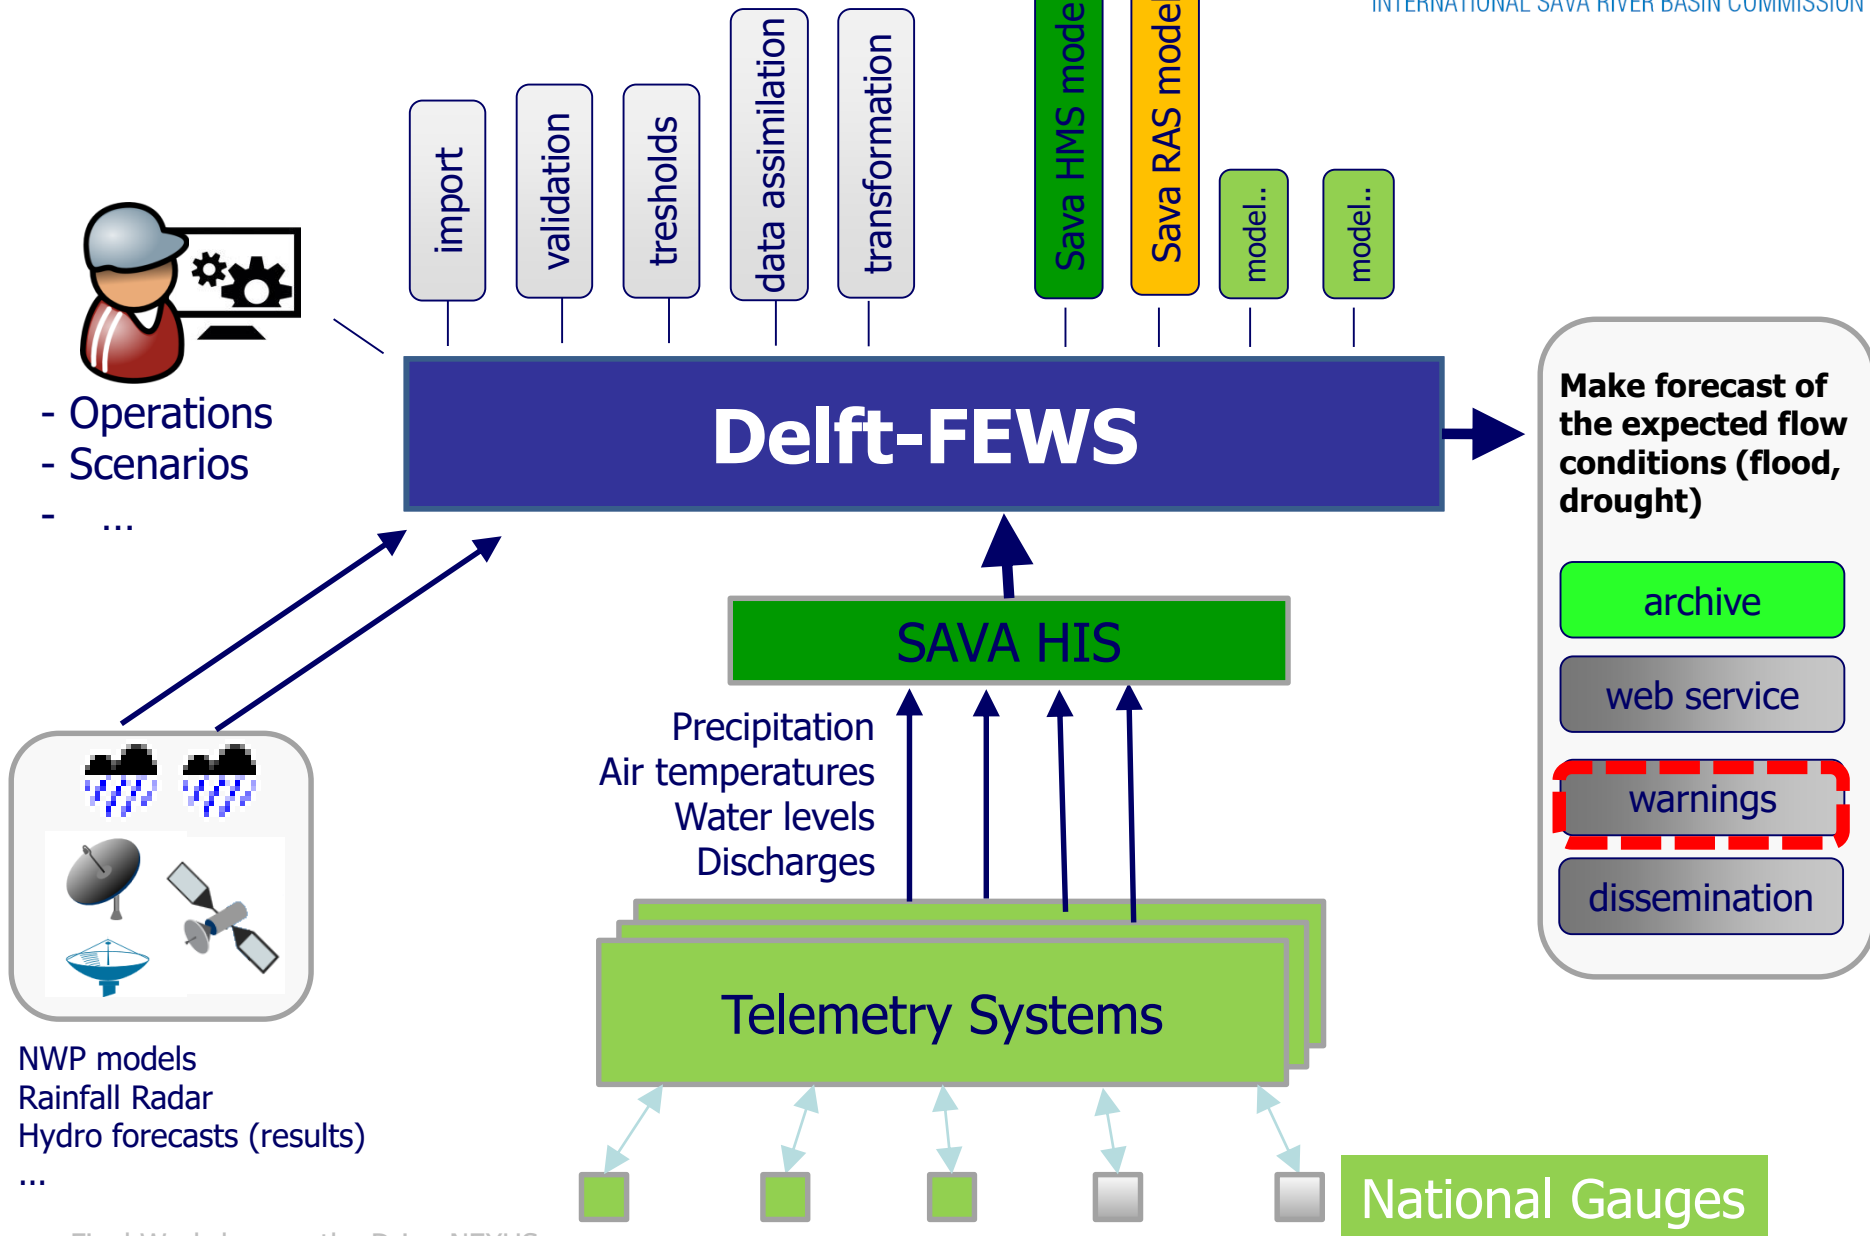 INTERNATIONAL SAVA RIVER BASIN COMMISSION
import
validation
tresholds
data assimilation
transformation
Sava HMS model
Sava RAS model
model..
model..
- Operations
- Scenarios
- ...
Delft-FEWS
Make forecast of
the expected flow
conditions (flood,
drought)
archive
web service
warnings
dissemination
SAVA HIS
Precipitation
Air temperatures
Water levels
Discharges
Telemetry Systems
NWP models
Rainfall Radar
Hydro forecasts (results)
...
National Gauges